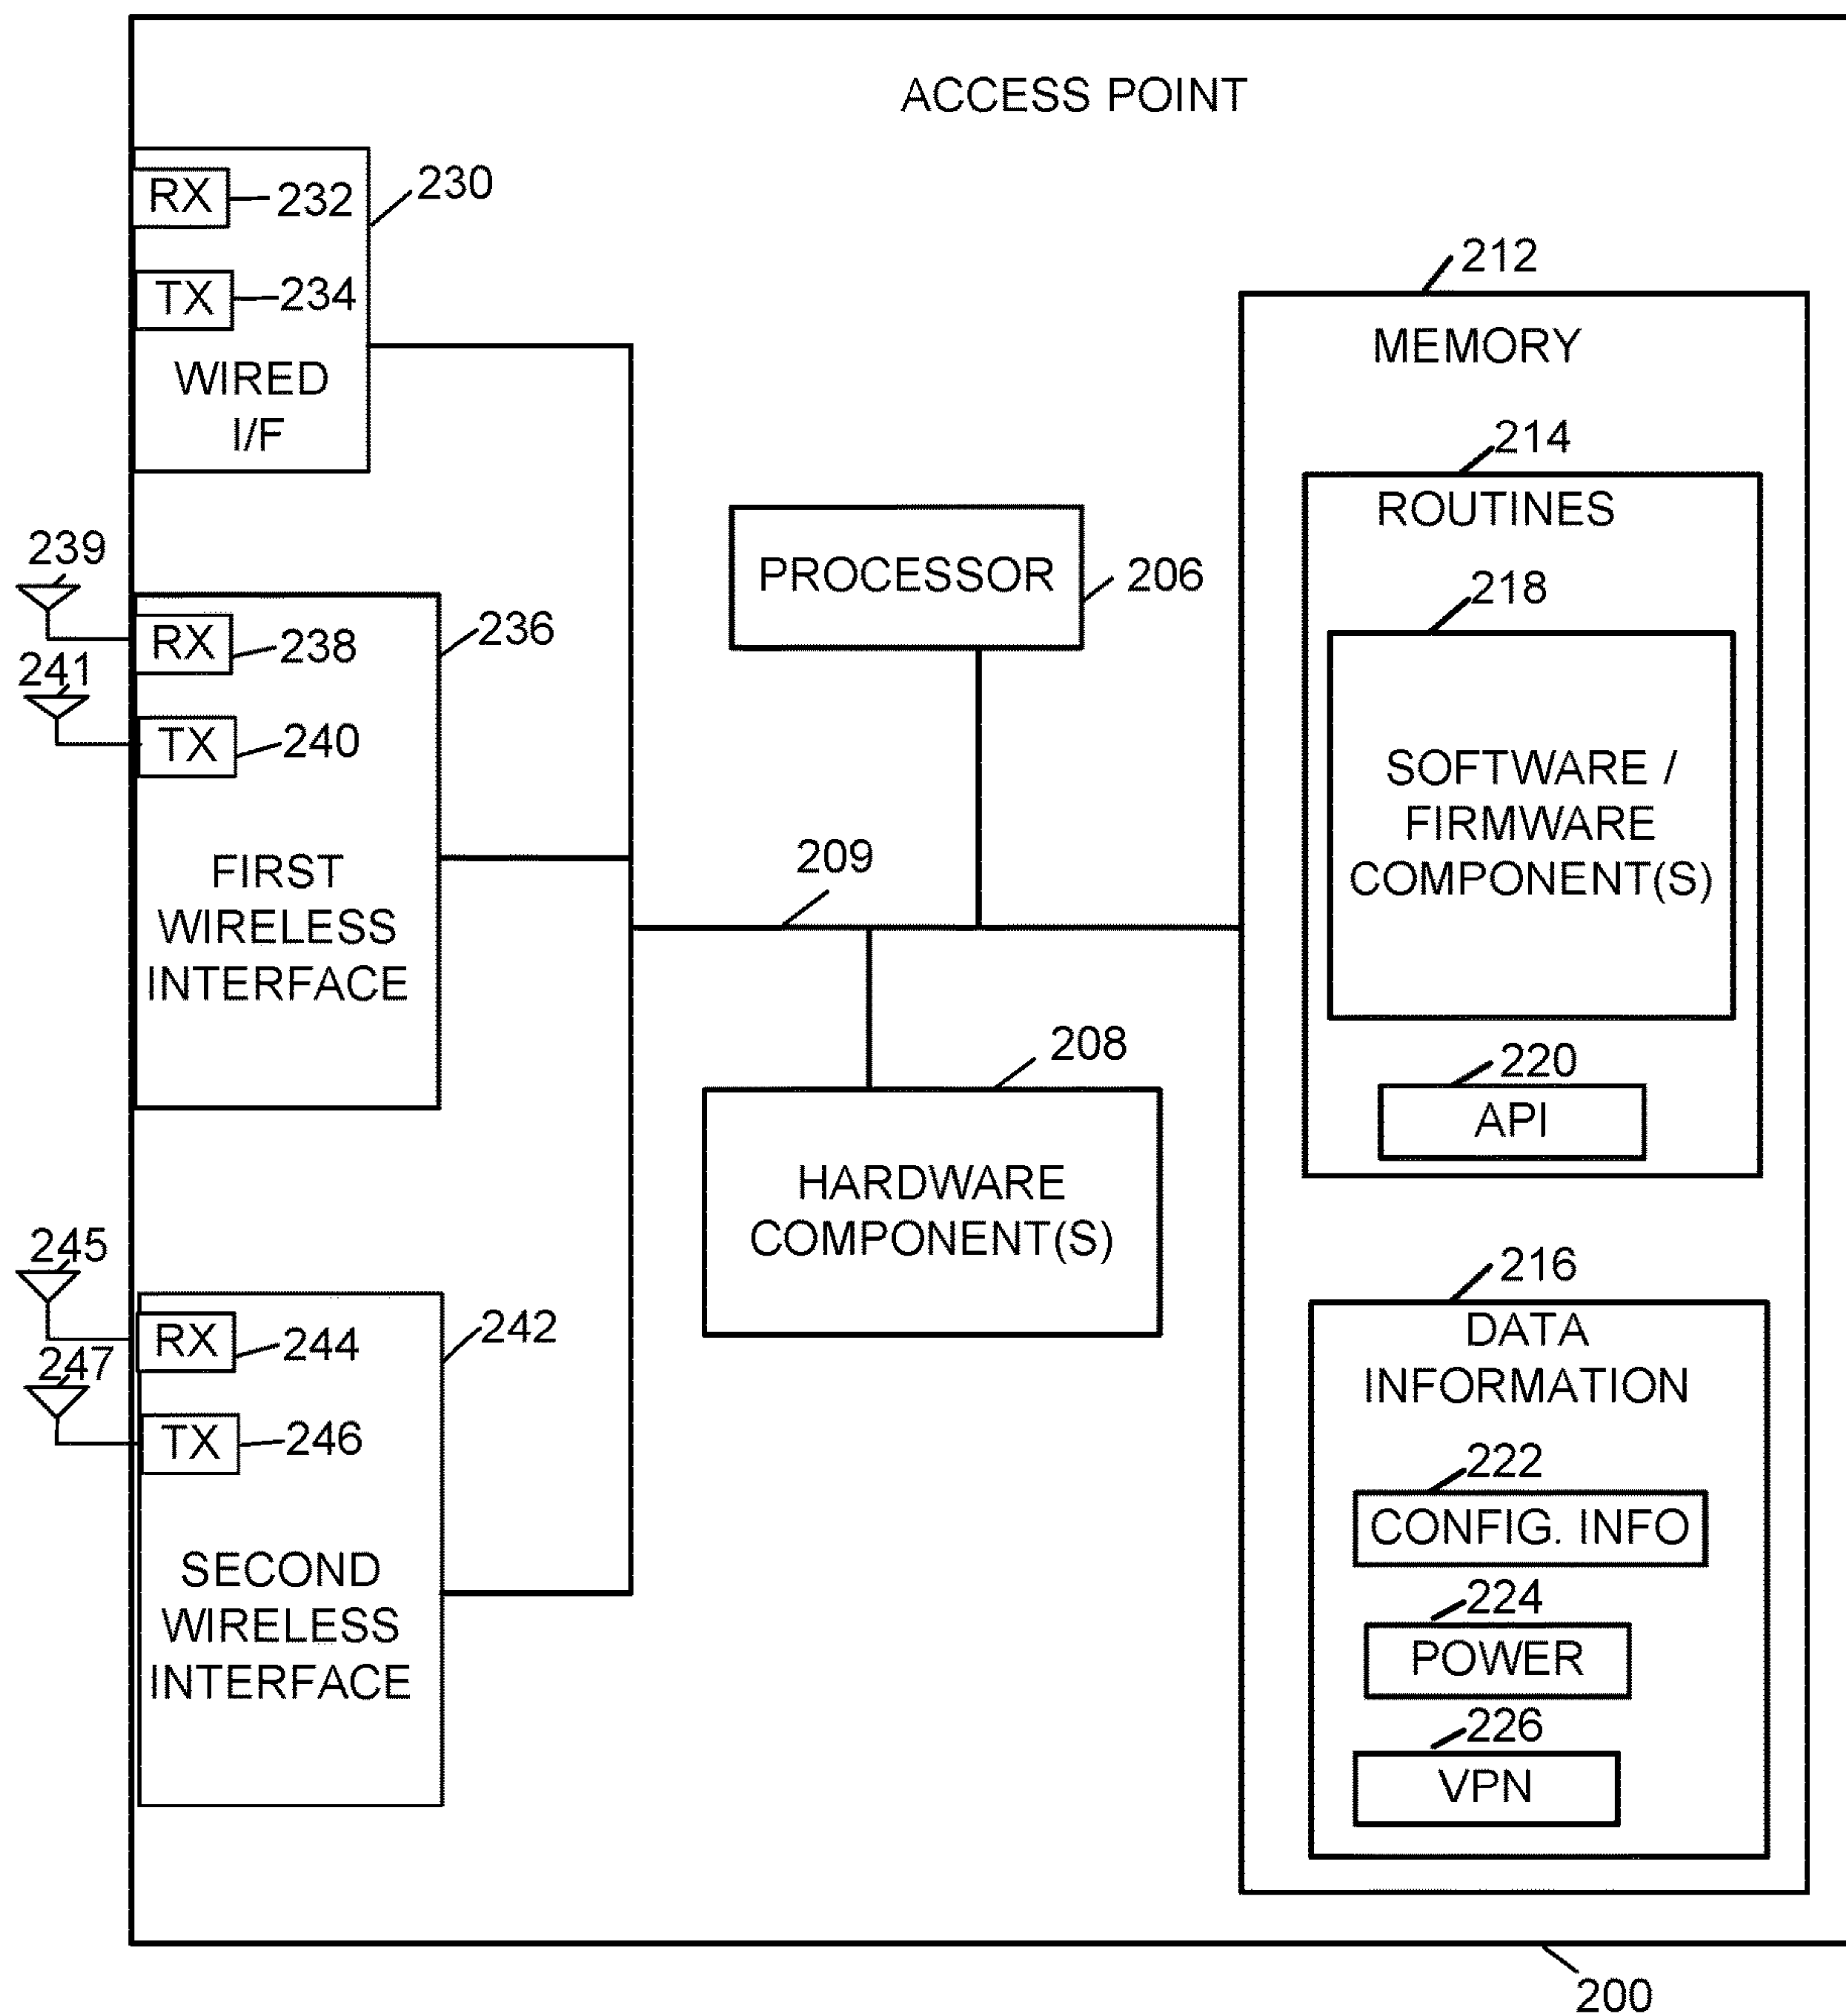 ACCESS POINT
RX
232
230
TX
234
WIRED
I/F
239
RX
238
236
241
TX
240
FIRST
WIRELESS
INTERFACE
245
RX
244
242
247
TX
246
SECOND
WIRELESS
INTERFACE
PROCESSOR
206
209
208
HARDWARE
COMPONENT(S)
212
MEMORY
214
ROUTINES
218
SOFTWARE /
FIRMWARE
COMPONENT(S)
220
API
216
DATA
INFORMATION
222
CONFIG. INFO
224
POWER
226
VPN
200